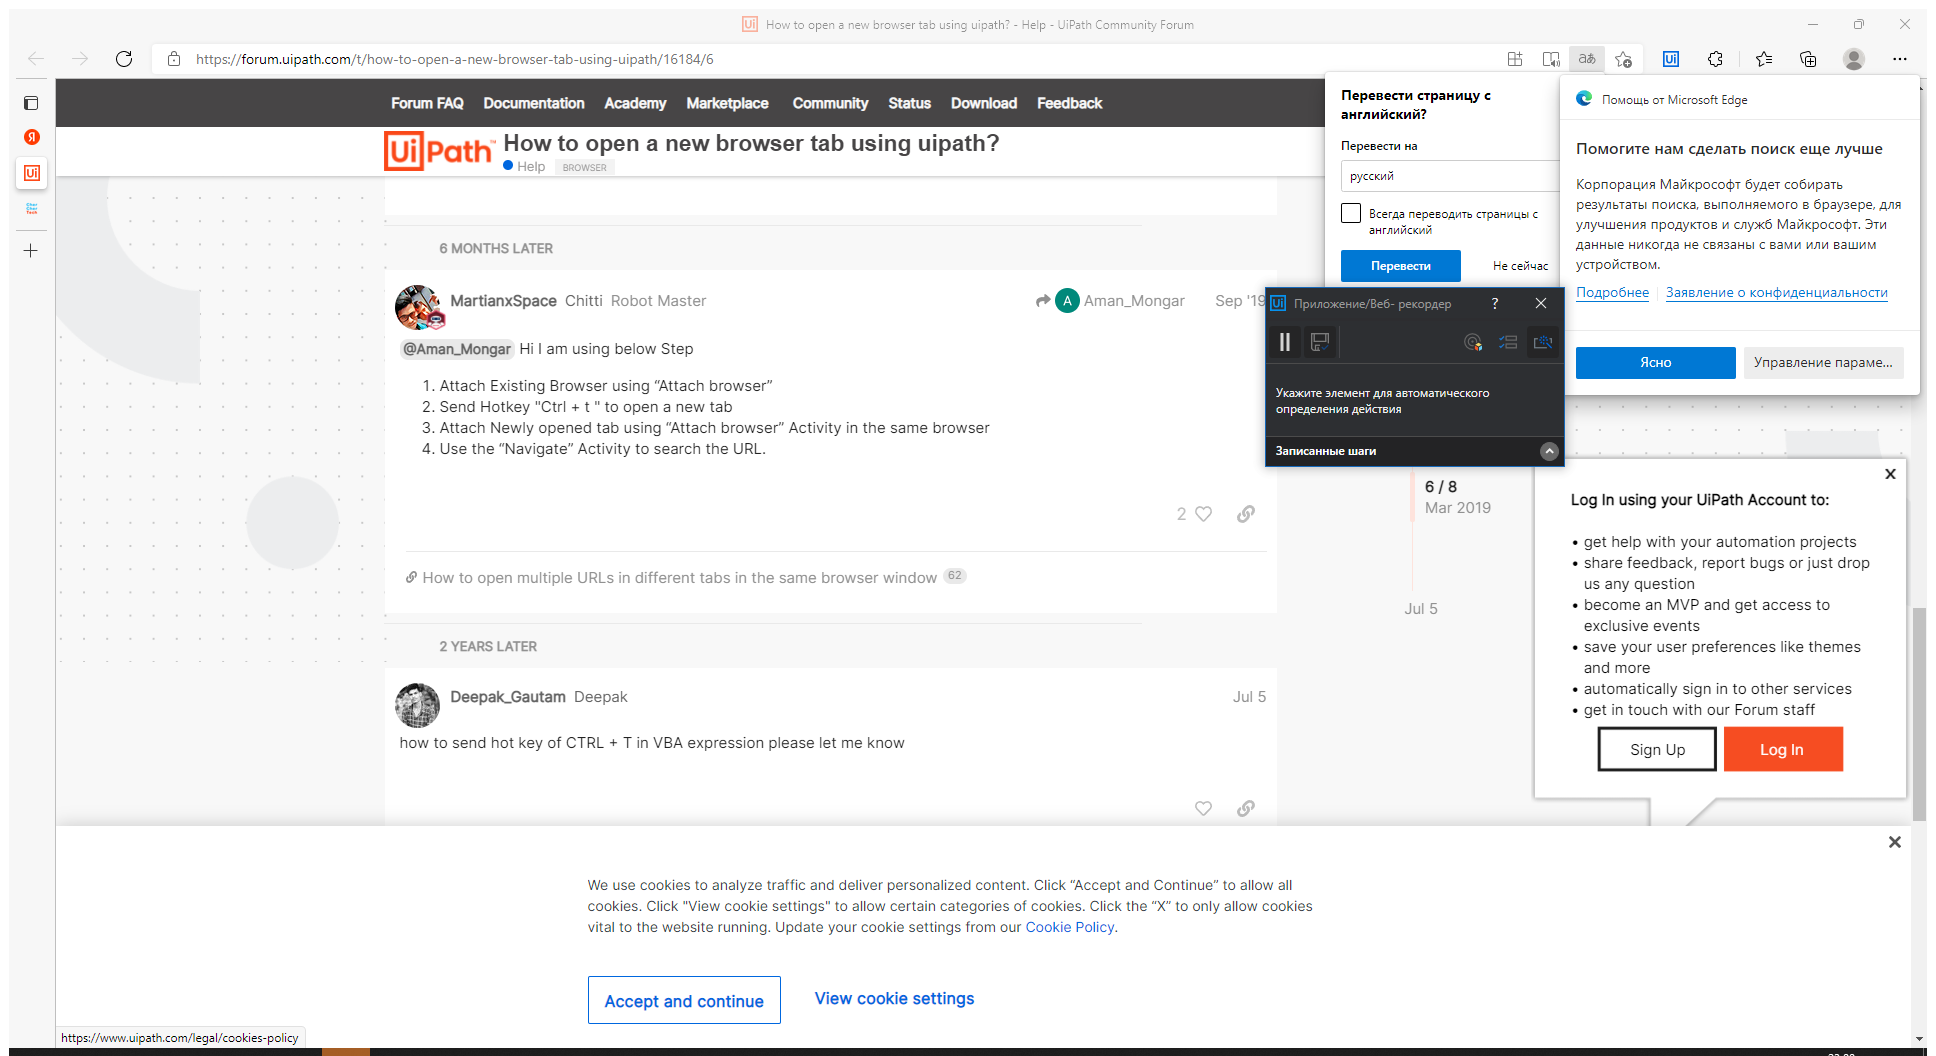 How to open a new browser tab using uipath? - Help - UiPath Community Forum
https://forum.uipath.com/t/how-to-open-a-new-browser-tab-using-uipath/16184/6
Forum FAQ Documentation Academy Marketplace Community Status Download Feedback
UiPath™ How to open a new browser tab using uipath?
Help BROWSER
6 MONTHS LATER
MartianxSpace Chitti Robot Master A Aman_Mongar Sep '19
@Aman_Mongar Hi I am using below Step
1. Attach Existing Browser using “Attach browser”
2. Send Hotkey "Ctrl + t " to open a new tab
3. Attach Newly opened tab using “Attach browser” Activity in the same browser
4. Use the “Navigate” Activity to search the URL.
2
How to open multiple URLs in different tabs in the same browser window 62
2 YEARS LATER
Deepak_Gautam Deepak Jul 5
how to send hot key of CTRL + T in VBA expression please let me know
Перевести страницу с
английский?
Перевести на
русский
Всегда переводить страницы с
английский
Перевести Не сейчас
Помощь от Microsoft Edge
Помогите нам сделать поиск еще лучше
Корпорация Майкрософт будет собирать
результаты поиска, выполняемого в браузере, для
улучшения продуктов и служб Майкрософт. Эти
данные никогда не связаны с вами или вашим
устройством.
Подробнее Заявление о конфиденциальности
Ясно Управление параме...
Ui Приложение/Веб- рекордер ?
Укажите элемент для автоматического
определения действия
Записанные шаги
6 / 8
Mar 2019
Jul 5
X
Log In using your UiPath Account to:
• get help with your automation projects
• share feedback, report bugs or just drop
us any question
• become an MVP and get access to
exclusive events
• save your user preferences like themes
and more
• automatically sign in to other services
• get in touch with our Forum staff
Sign Up Log In
We use cookies to analyze traffic and deliver personalized content. Click “Accept and Continue” to allow all
cookies. Click "View cookie settings" to allow certain categories of cookies. Click the “X” to only allow cookies
vital to the website running. Update your cookie settings from our Cookie Policy.
Accept and continue View cookie settings
https://www.uipath.com/legal/cookies-policy